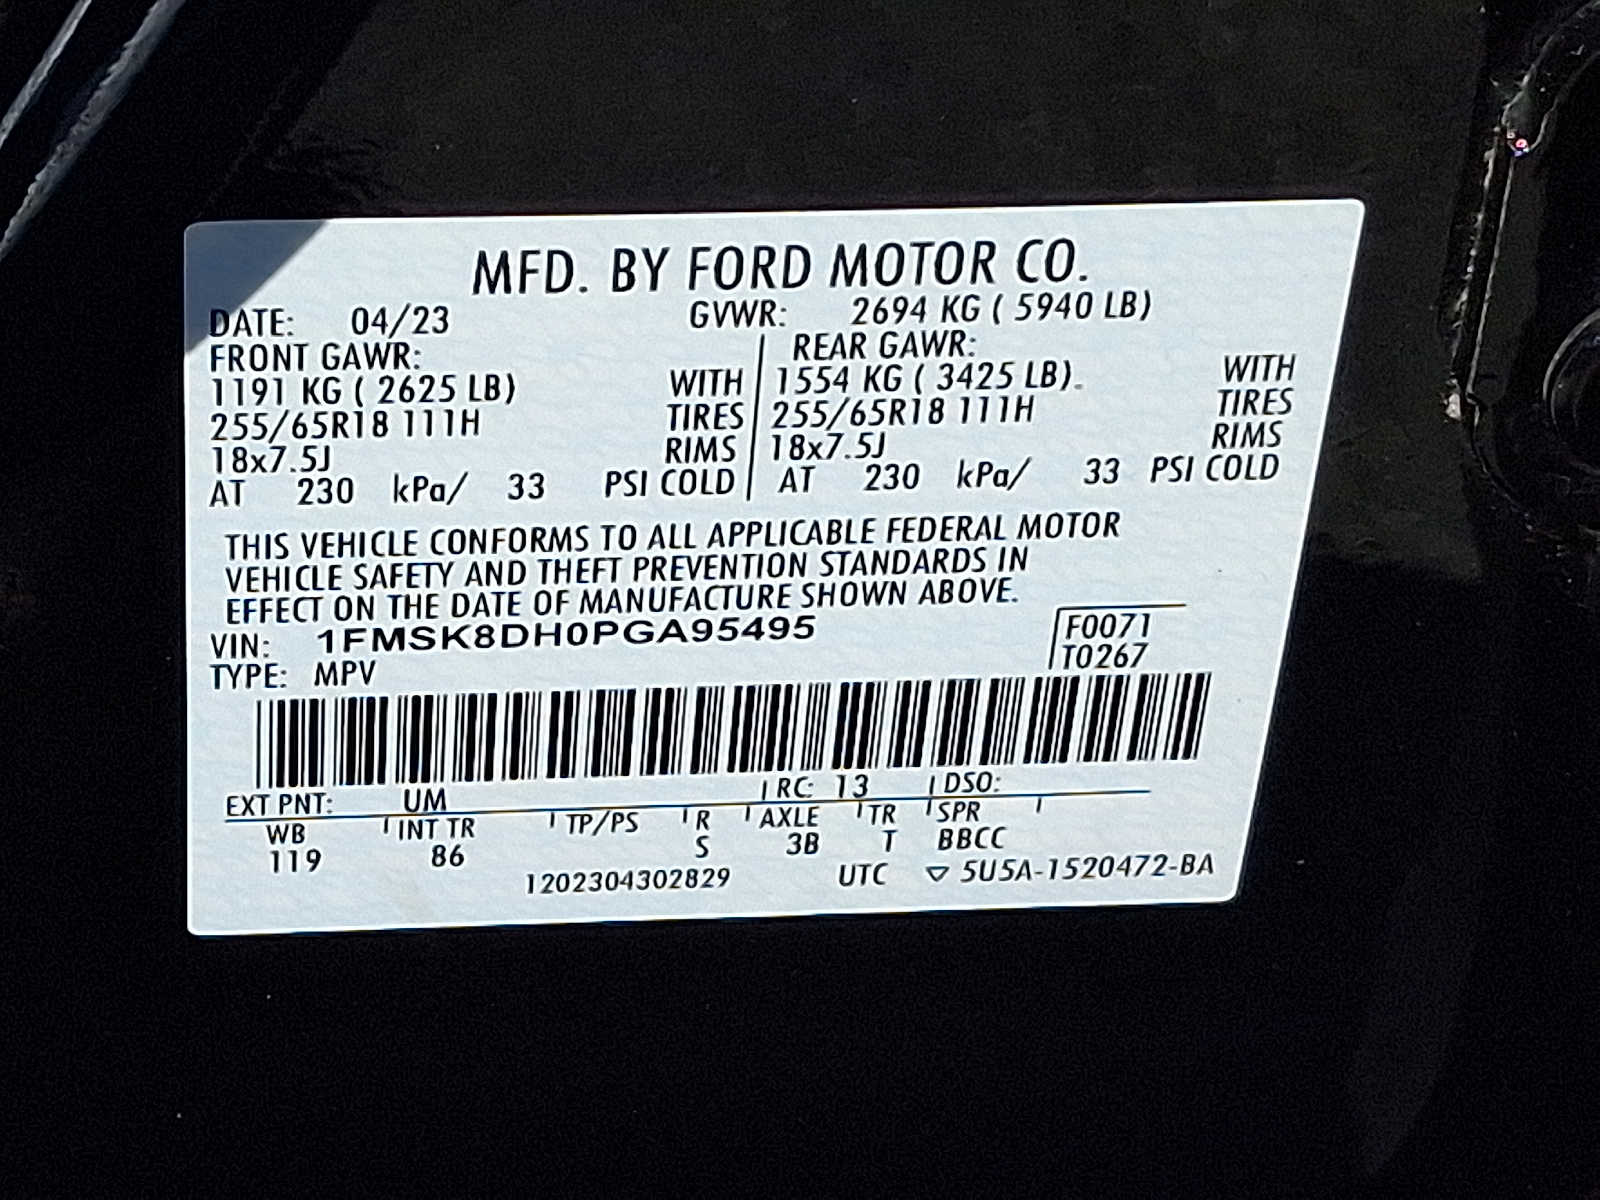 MFD. BY FORD MOTOR CO.
DATE: 04/23 GVWR: 2694 KG ( 5940 LB)
FRONT GAWR: REAR GAWR:
1191 KG ( 2625 LB) WITH 1554 KG ( 3425 LB). WITH
255/65R18 111H TIRES 255/65R18 111H TIRES
18x7.5J RIMS 18x7.5J RIMS
AT 230 kPa/ 33 PSI COLD AT 230 kPa/ 33 PSI COLD
THIS VEHICLE CONFORMS TO ALL APPLICABLE FEDERAL MOTOR
VEHICLE SAFETY AND THEFT PREVENTION STANDARDS IN
EFFECT ON THE DATE OF MANUFACTURE SHOWN ABOVE.
VIN: 1FMSK8DH0PGA95495 F0071
TYPE: MPV T0267
EXT PNT: UM RC: 13 DSO:
WB INT TR TP/PS R AXLE TR SPR
119 86 S 3B T BBCC
1202304302829 UTC ▽ 5U5A-1520472-BA